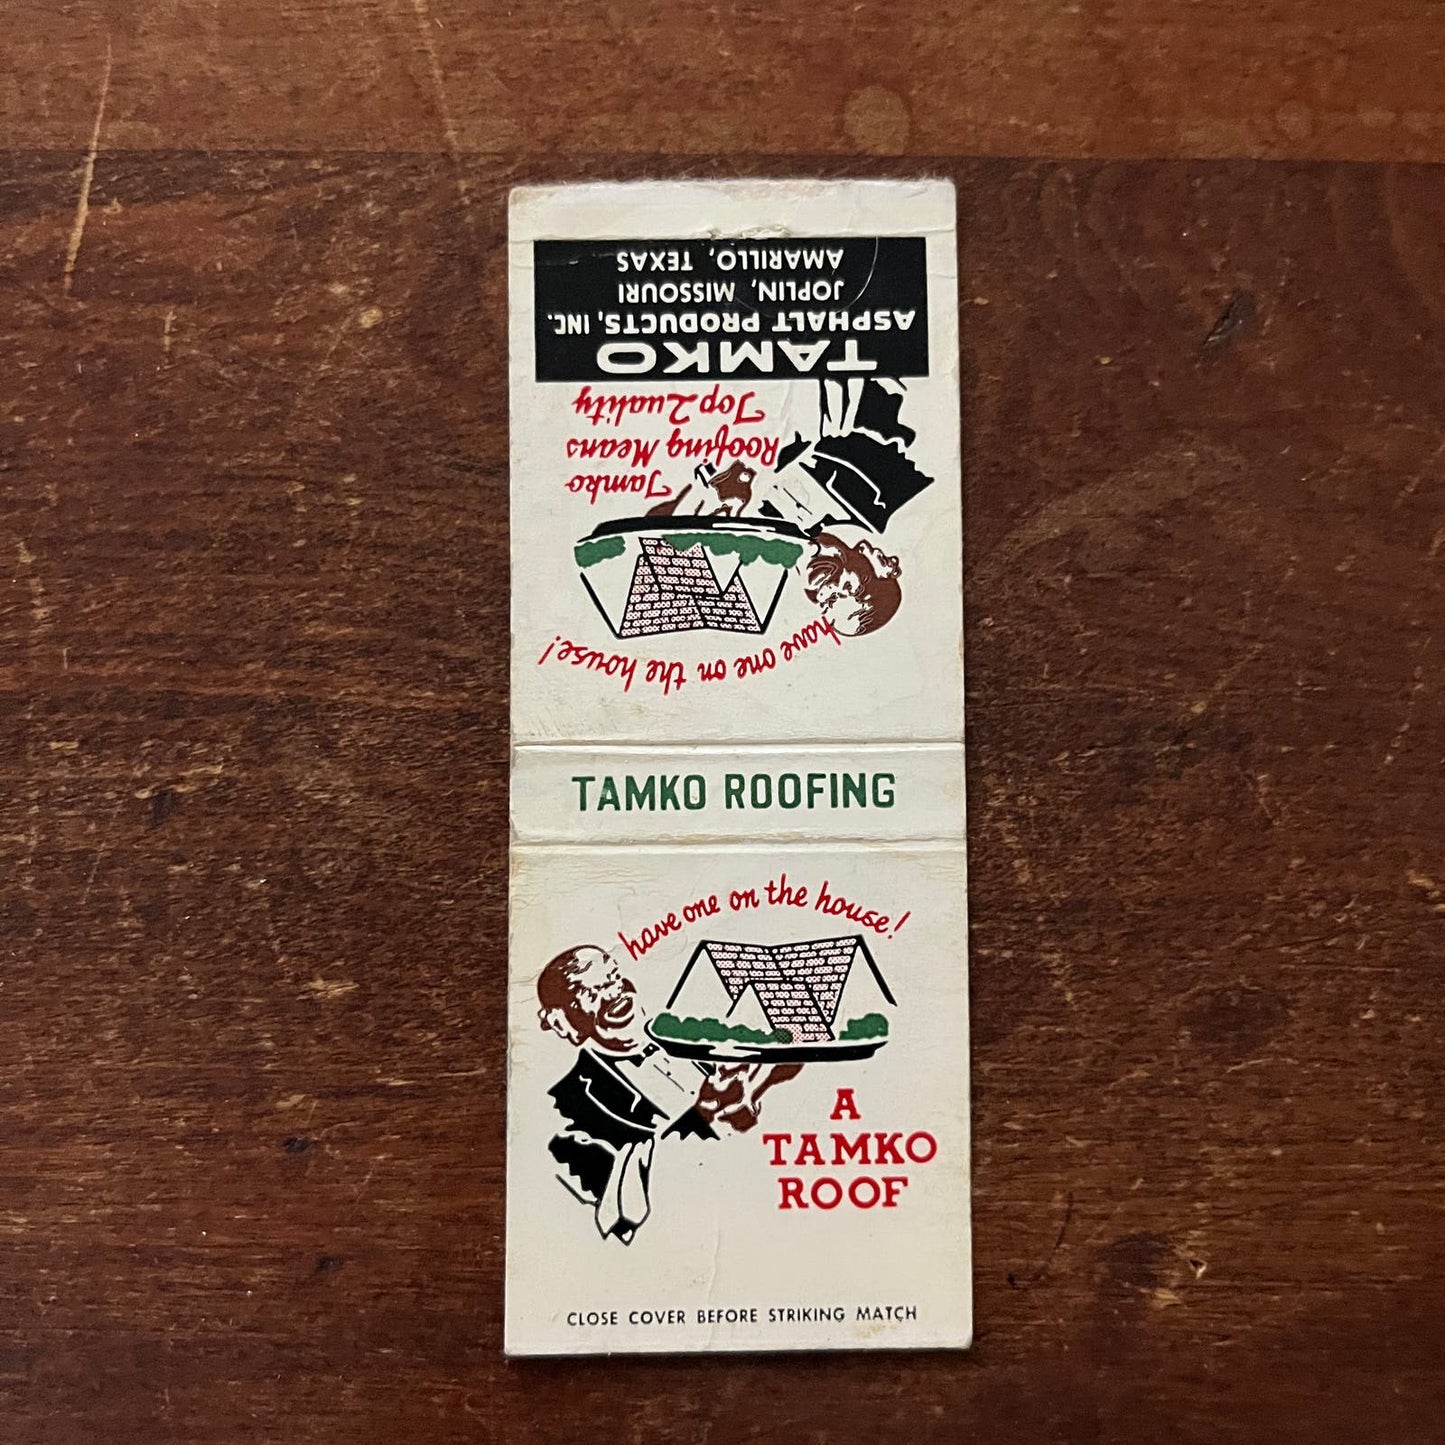 TAMKO
ASPHALT PRODUCTS, INC.
JOPLIN, MISSOURI
AMARILLO, TEXAS
Tamko
Roofing Means
Top Quality
have one on the house!
TAMKO ROOFING
have one on the house!
A
TAMKO
ROOF
CLOSE COVER BEFORE STRIKING MATCH